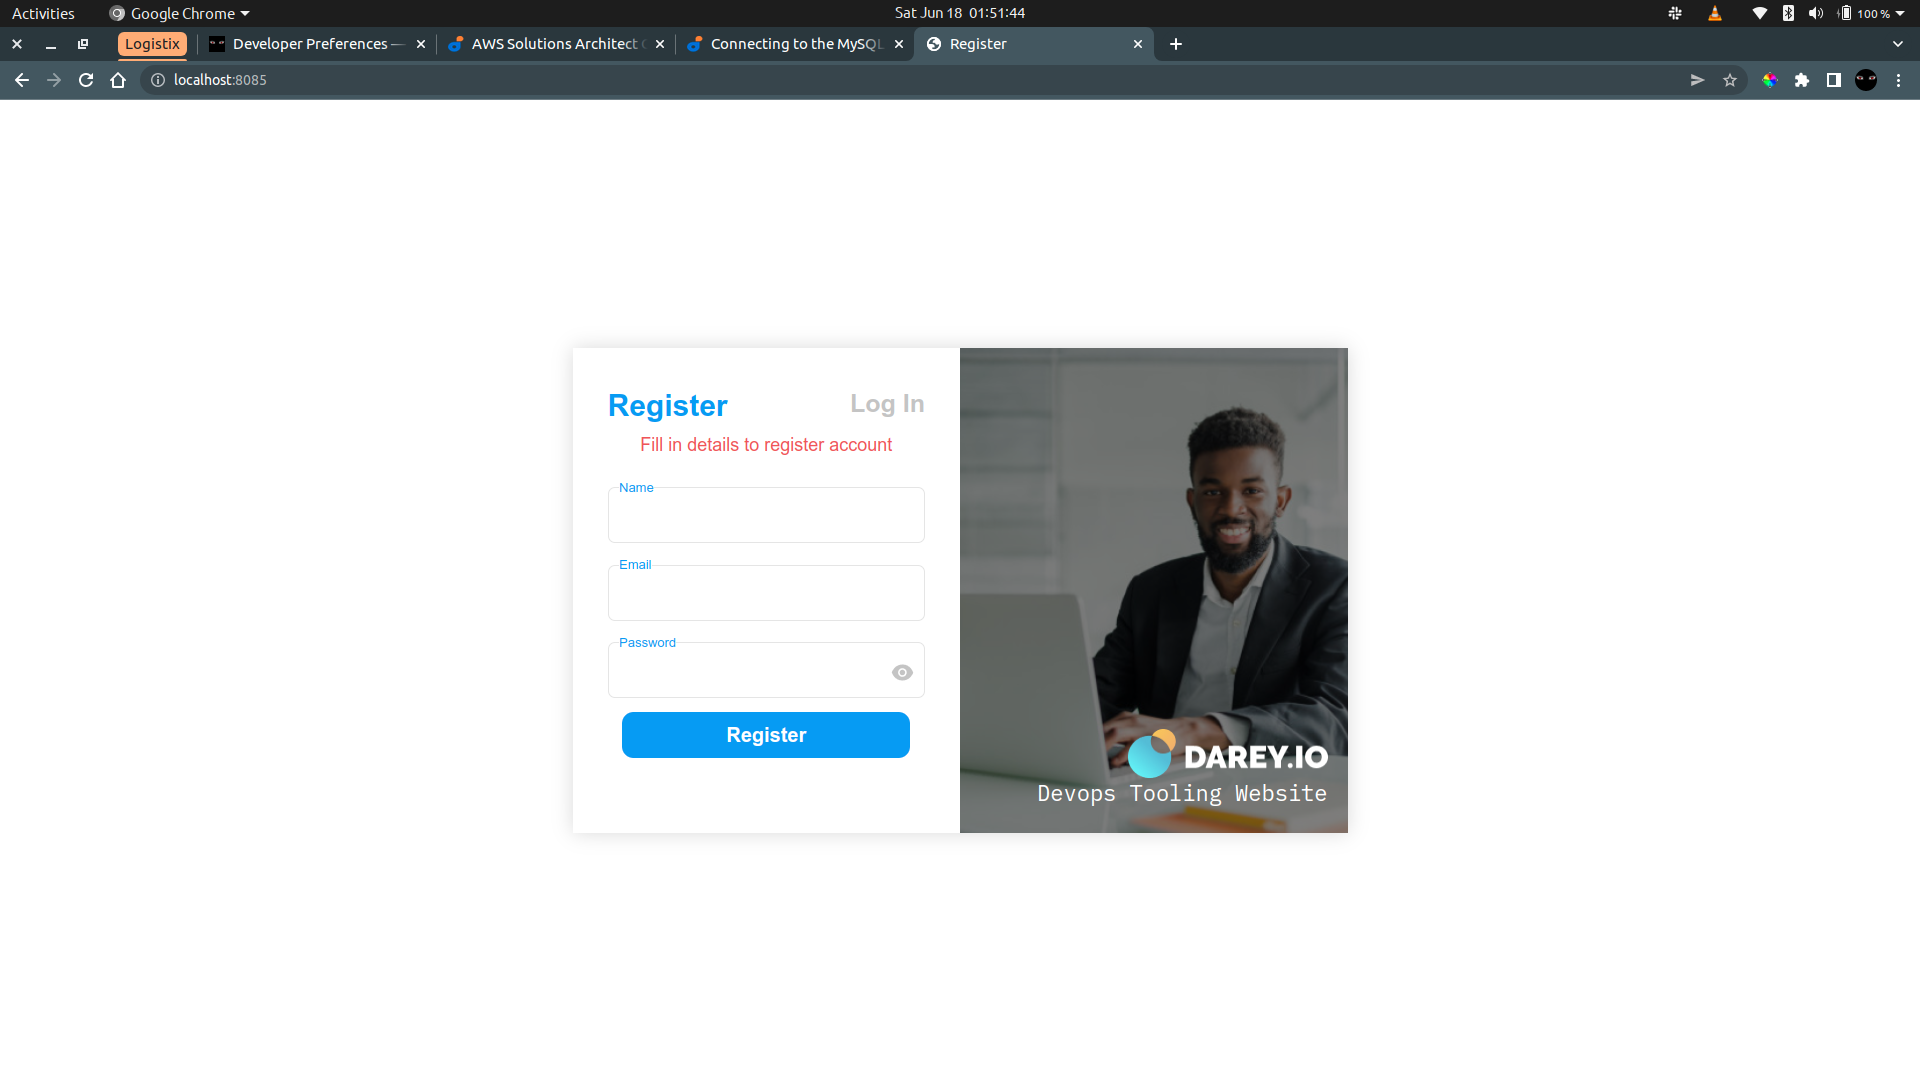 Activities
Google Chrome
Sat Jun 18 01:51:44
100 %
Logistix
Developer Preferences —
AWS Solutions Architect
Connecting to the MySQL
Register
localhost:8085
Register
Log In
Fill in details to register account
Name
Email
Password
Register
DAREY.IO
Devops Tooling Website